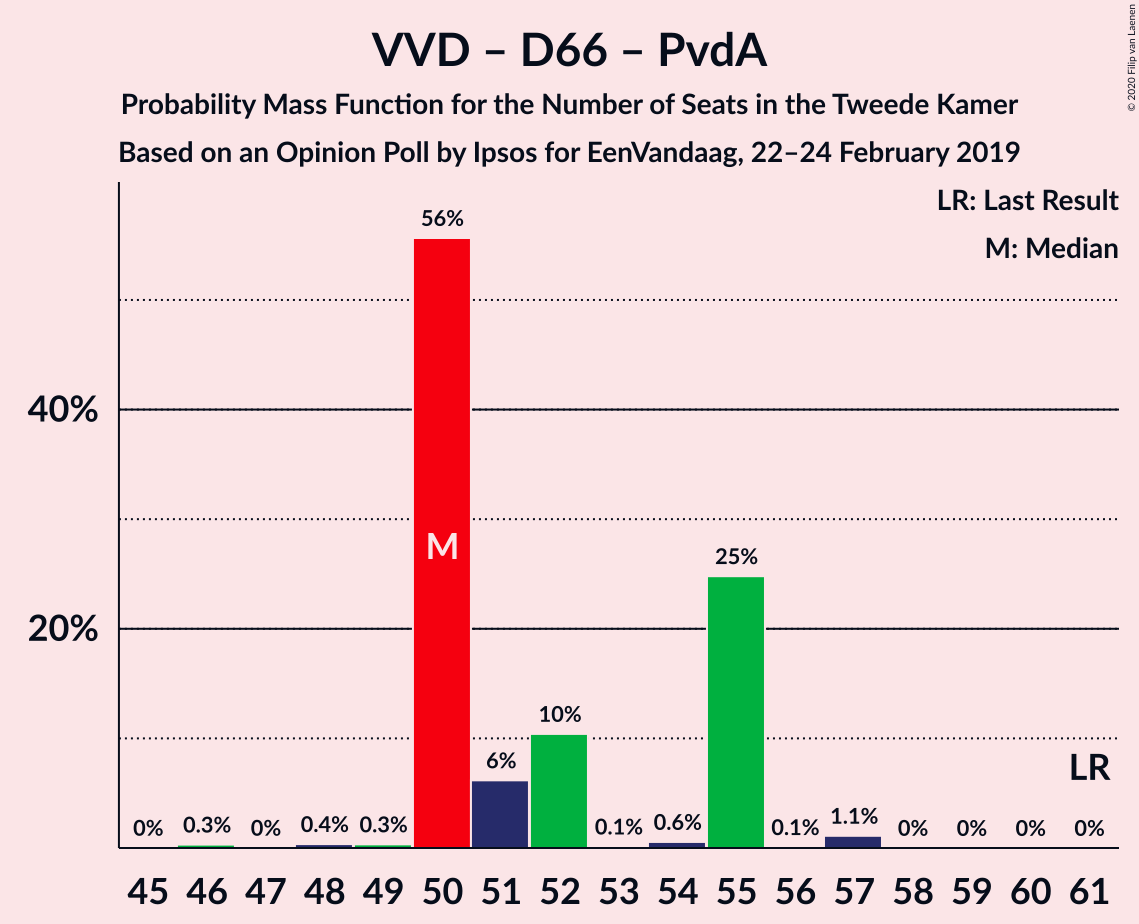 VVD – D66 – PvdA
Probability Mass Function for the Number of Seats in the Tweede Kamer
Based on an Opinion Poll by Ipsos for EenVandaag, 22–24 February 2019
© 2020 Filip van Laenen
LR: Last Result
M: Median
40%
20%
0%
0.3%
0%
0.4%
0.3%
56%
M
6%
10%
0.1%
0.6%
25%
0.1%
1.1%
0%
0%
0%
LR
0%
45 46 47 48 49 50 51 52 53 54 55 56 57 58 59 60 61